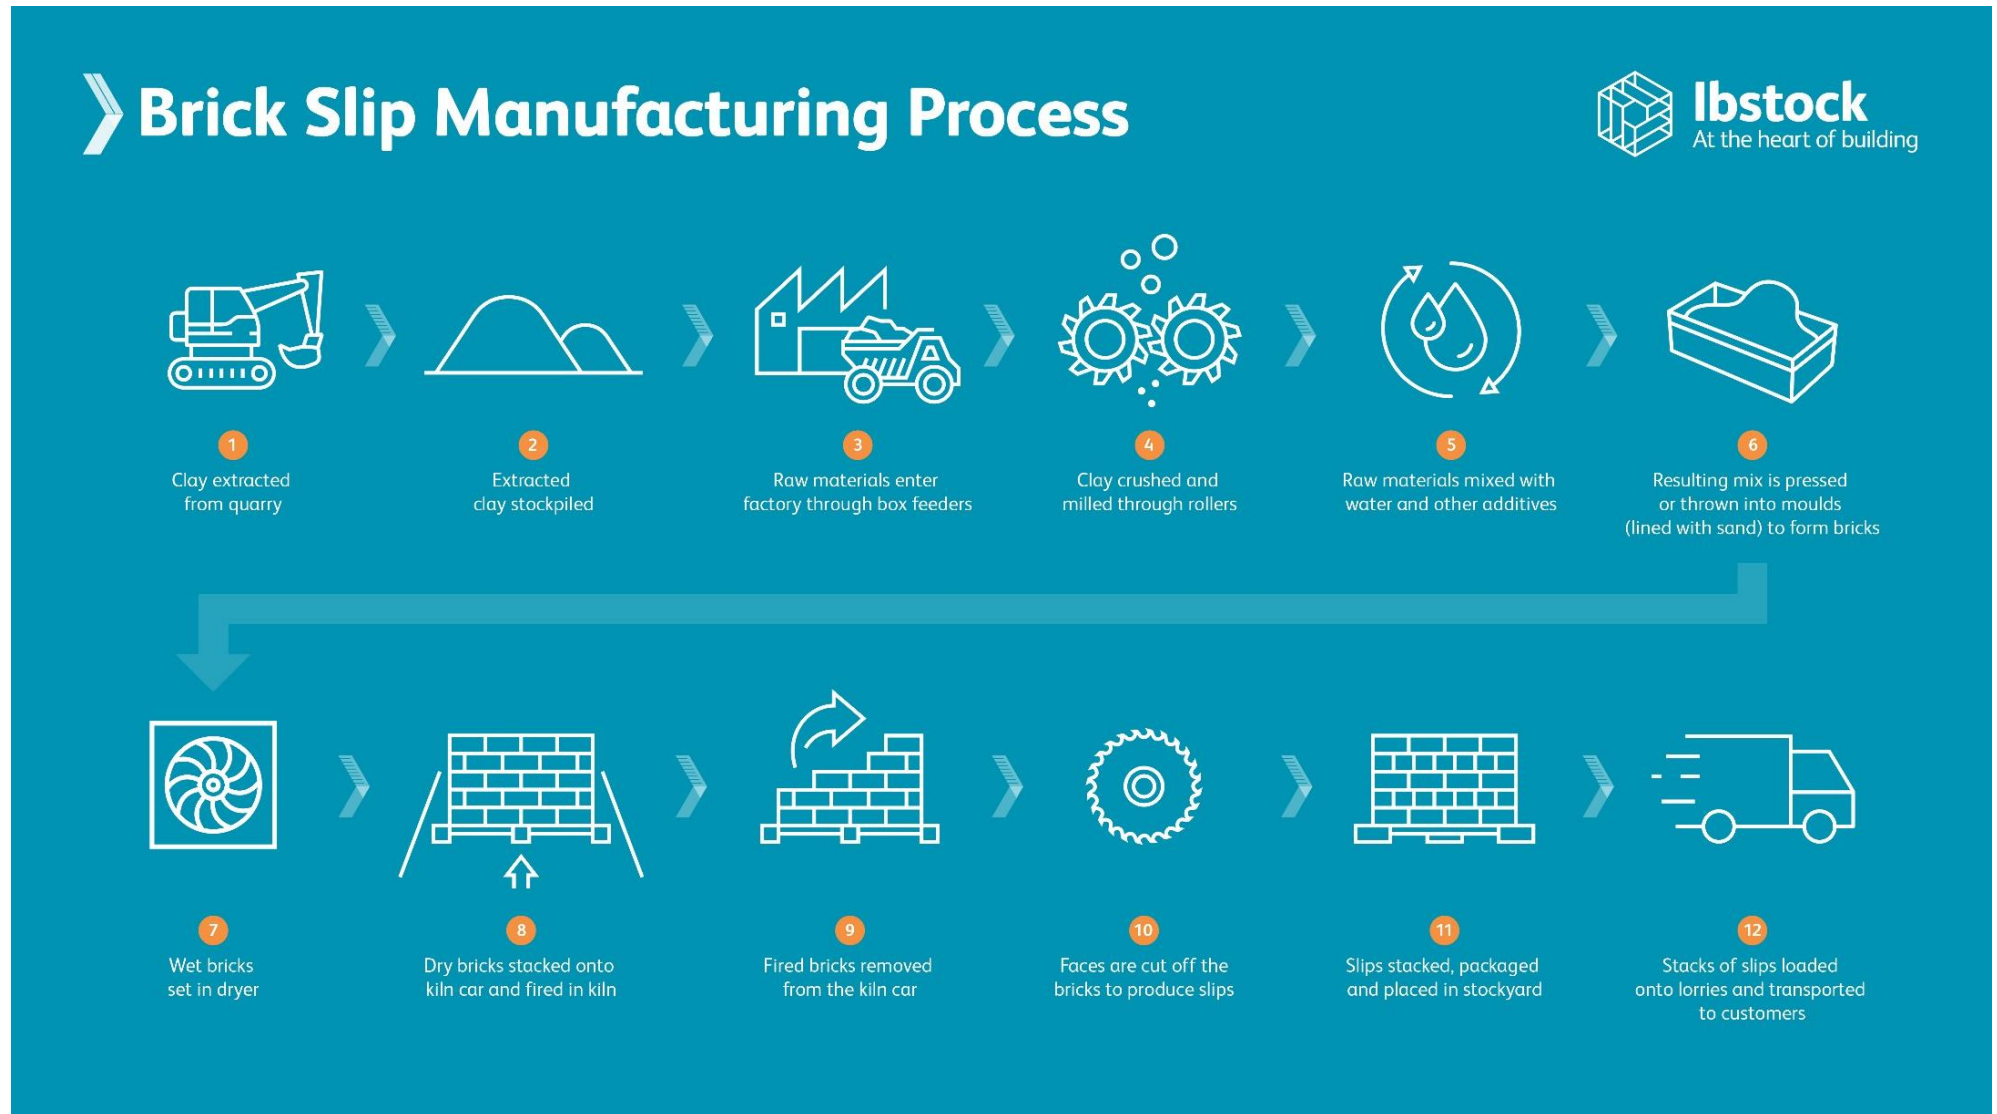 Brick Slip Manufacturing Process
Ibstock
At the heart of building
1
Clay extracted
from quarry
2
Extracted
clay stockpiled
3
Raw materials enter
factory through box feeders
4
Clay crushed and
milled through rollers
5
Raw materials mixed with
water and other additives
6
Resulting mix is pressed
or thrown into moulds
(lined with sand) to form bricks
7
Wet bricks
set in dryer
8
Dry bricks stacked onto
kiln car and fired in kiln
9
Fired bricks removed
from the kiln car
10
Faces are cut off the
bricks to produce slips
11
Slips stacked, packaged
and placed in stockyard
12
Stacks of slips loaded
onto lorries and transported
to customers